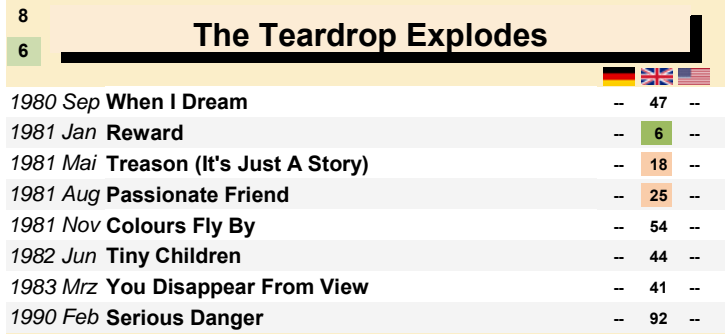 8
The Teardrop Explodes
6
1980 Sep When I Dream -- 47 --
1981 Jan Reward -- 6 --
1981 Mai Treason (It's Just A Story) -- 18 --
1981 Aug Passionate Friend -- 25 --
1981 Nov Colours Fly By -- 54 --
1982 Jun Tiny Children -- 44 --
1983 Mrz You Disappear From View -- 41 --
1990 Feb Serious Danger -- 92 --